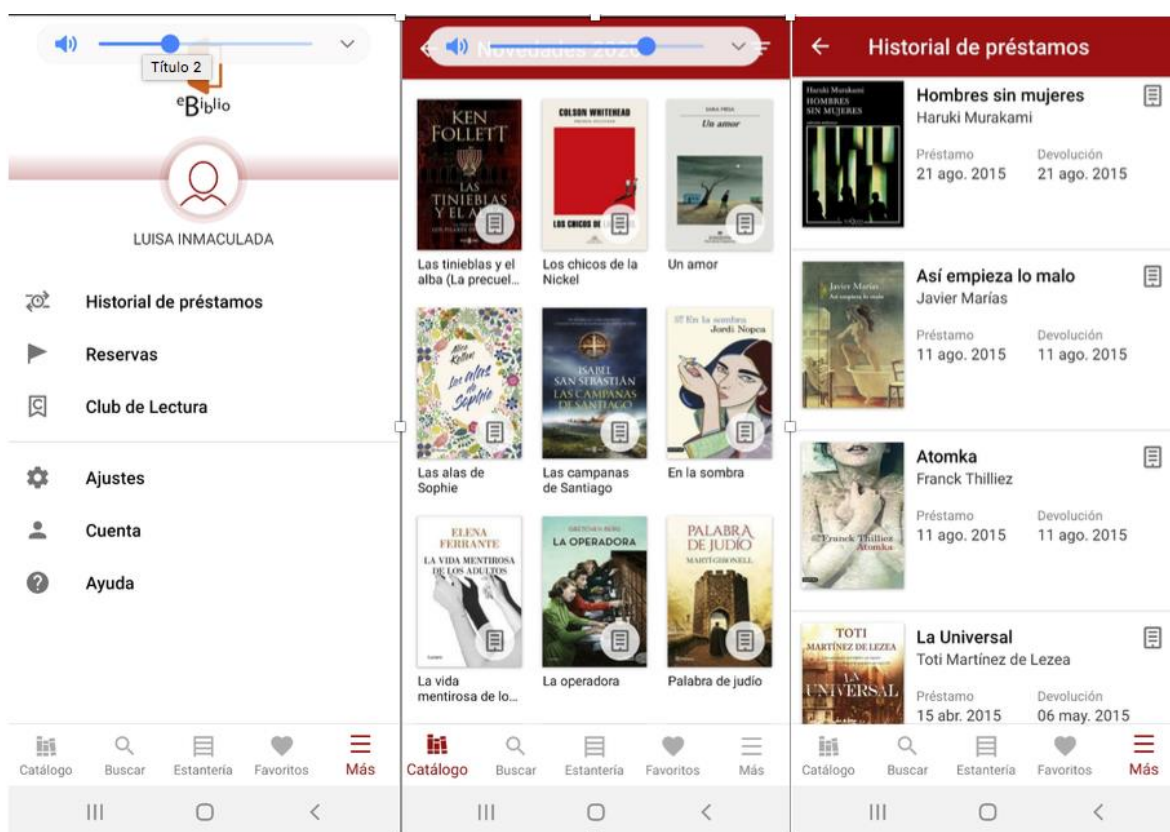 Título 2
eBiblio
LUISA INMACULADA
Historial de préstamos
Reservas
Club de Lectura
Ajustes
Cuenta
Ayuda
Catálogo
Buscar
Estantería
Favoritos
Más
Novedades 2020
KEN
FOLLETT
LAS
TINIEBLAS
Y EL
COLSON WHITEHEAD
LOS CHICOS DE
SARA MESA
Un amor
Las tinieblas y el
alba (La precuel...
Los chicos de la
Nickel
Un amor
Las alas
de
Sophie
ISABEL
SAN SEBASTIÁN
LAS CAMPANAS
DE SANTIAGO
En la sombra
Jordi Nopca
Las alas de
Sophie
Las campanas
de Santiago
En la sombra
ELENA
FERRANTE
LA VIDA MENTIROSA
DE LOS ADULTOS
LA OPERADORA
PALABRA
DE JUDÍO
MARTÍ GIRONELL
La vida
mentirosa de lo...
La operadora
Palabra de judío
Catálogo
Buscar
Estantería
Favoritos
Más
Historial de préstamos
Haruki Murakami
HOMBRES
SIN MUJERES
Hombres sin mujeres
Haruki Murakami
Préstamo
Devolución
21 ago. 2015
21 ago. 2015
Javier Marías
Así empieza lo malo
Así empieza lo malo
Javier Marías
Préstamo
Devolución
11 ago. 2015
11 ago. 2015
Franck Thilliez
Atomka
Atomka
Franck Thilliez
Préstamo
Devolución
11 ago. 2015
11 ago. 2015
TOTI
MARTÍNEZ DE LEZEA
LA
UNIVERSAL
La Universal
Toti Martínez de Lezea
Préstamo
Devolución
15 abr. 2015
06 may. 2015
Catálogo
Buscar
Estantería
Favoritos
Más